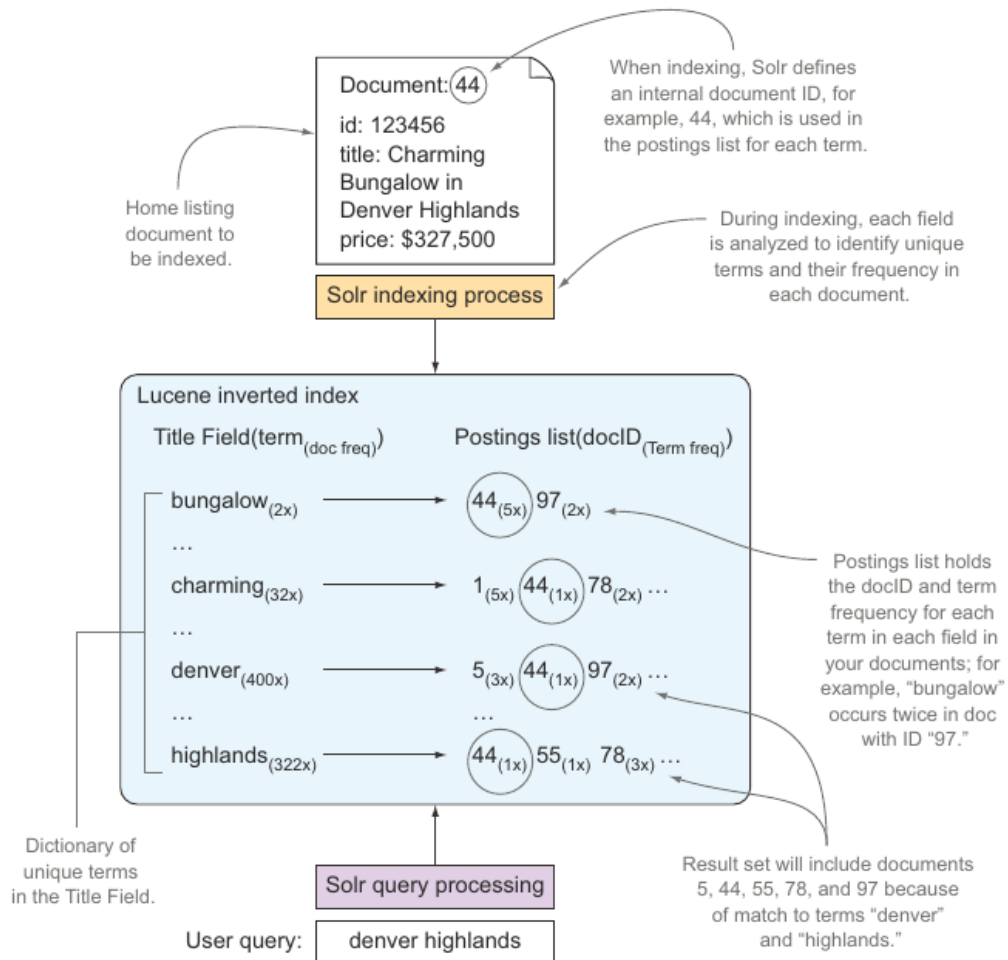 Document: 44
id: 123456
title: Charming
Bungalow in
Denver Highlands
price: $327,500
When indexing, Solr defines
an internal document ID, for
example, 44, which is used in
the postings list for each term.
Home listing
document to
be indexed.
During indexing, each field
is analyzed to identify unique
terms and their frequency in
each document.
Solr indexing process
Lucene inverted index
Title Field(term(doc freq))
Postings list(docID(Term freq))
bungalow(2x)
44(5x) 97(2x)
...
charming(32x)
1(5x) 44(1x) 78(2x) ...
...
denver(400x)
5(3x) 44(1x) 97(2x) ...
...
...
highlands(322x)
44(1x) 55(1x) 78(3x) ...
Postings list holds
the docID and term
frequency for each
term in each field in
your documents; for
example, “bungalow”
occurs twice in doc
with ID “97.”
Dictionary of
unique terms
in the Title Field.
Solr query processing
User query:
denver highlands
Result set will include documents
5, 44, 55, 78, and 97 because
of match to terms “denver”
and “highlands.”